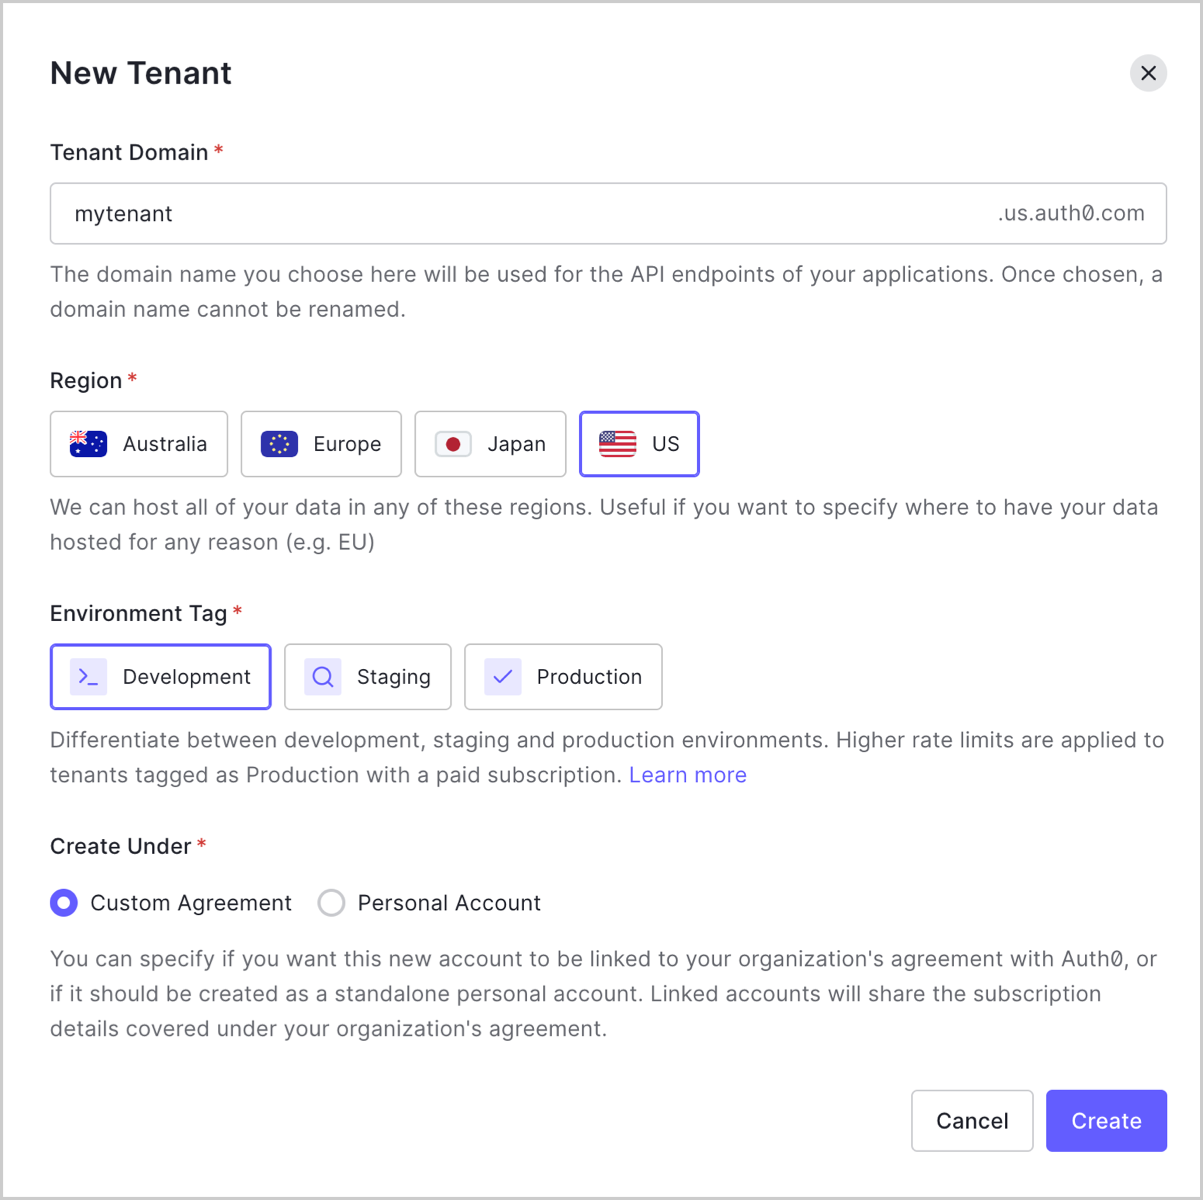 New Tenant
Tenant Domain *
mytenant .us.auth0.com
The domain name you choose here will be used for the API endpoints of your applications. Once chosen, a
domain name cannot be renamed.
Region *
Australia Europe Japan US
We can host all of your data in any of these regions. Useful if you want to specify where to have your data
hosted for any reason (e.g. EU)
Environment Tag *
Development Staging Production
Differentiate between development, staging and production environments. Higher rate limits are applied to
tenants tagged as Production with a paid subscription. Learn more
Create Under *
Custom Agreement Personal Account
You can specify if you want this new account to be linked to your organization's agreement with Auth0, or
if it should be created as a standalone personal account. Linked accounts will share the subscription
details covered under your organization's agreement.
Cancel Create